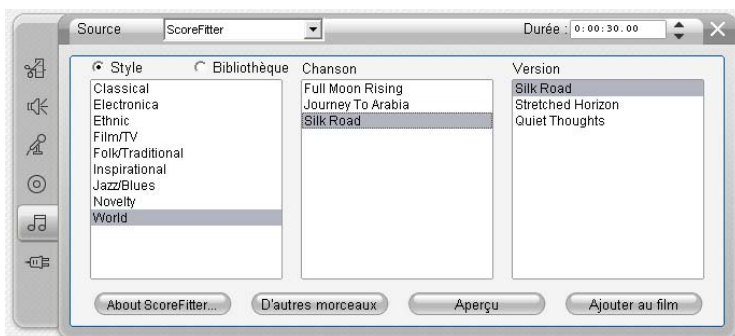 Source ScoreFitter Durée : 0:00:30.00
Style Bibliothèque Chanson Version
Classical Full Moon Rising Silk Road
Electronica Journey To Arabia Stretched Horizon
Ethnic Silk Road Quiet Thoughts
Film/TV
Folk/Traditional
Inspirational
Jazz/Blues
Novelty
World
About ScoreFitter... D'autres morceaux Aperçu Ajouter au film